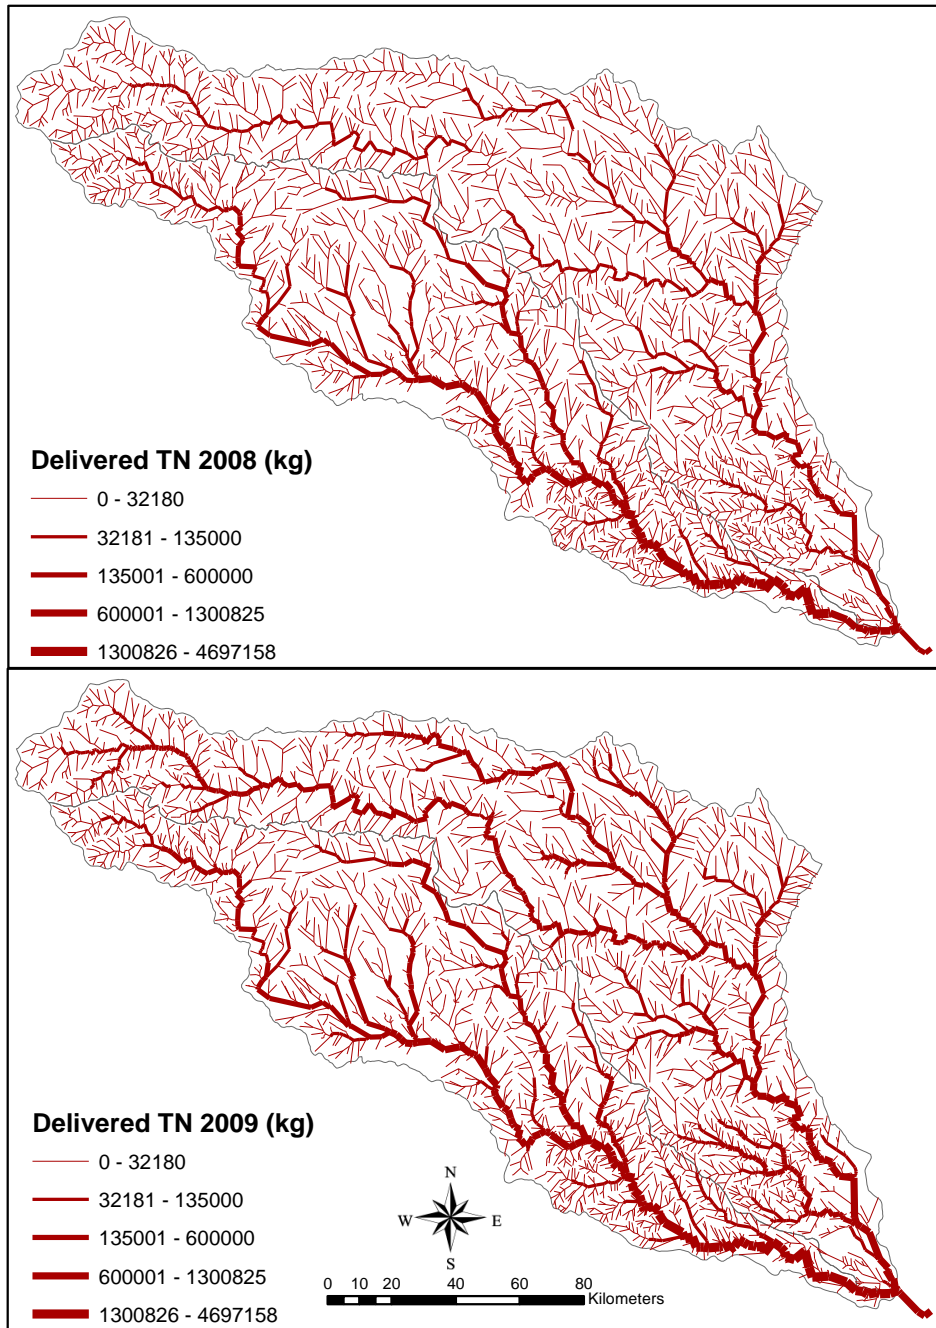 Delivered TN 2008 (kg)
0 - 32180
32181 - 135000
135001 - 600000
600001 - 1300825
1300826 - 4697158
Delivered TN 2009 (kg)
0 - 32180
32181 - 135000
135001 - 600000
600001 - 1300825
1300826 - 4697158
N
W E
S
0 10 20 40 60 80
Kilometers